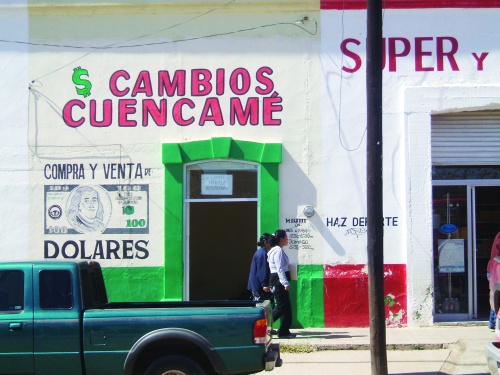 $ CAMBIOS
CUENCAMÉ
SUPER Y
COMPRA Y VENTA DE
100 100
DOLARES
HAZ DEPORTE